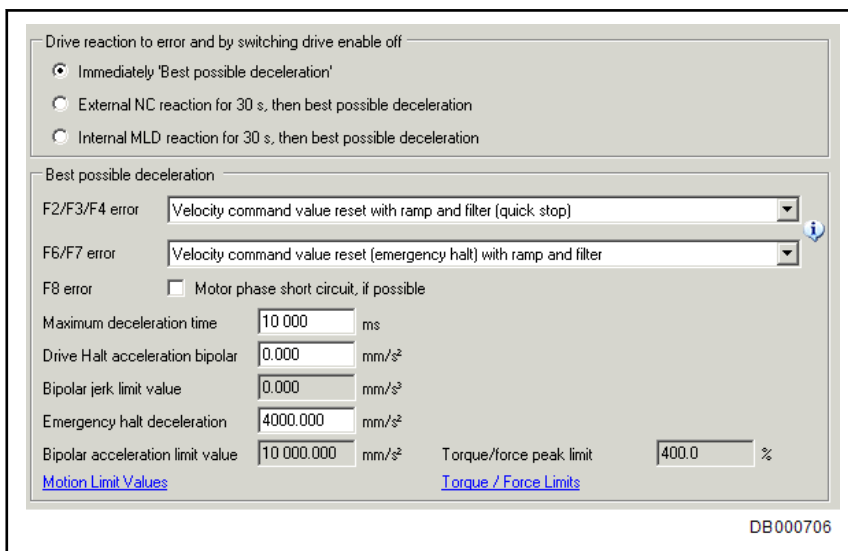 Drive reaction to error and by switching drive enable off
Immediately 'Best possible deceleration'
External NC reaction for 30 s, then best possible deceleration
Internal MLD reaction for 30 s, then best possible deceleration
Best possible deceleration
F2/F3/F4 error Velocity command value reset with ramp and filter (quick stop)
F6/F7 error Velocity command value reset (emergency halt) with ramp and filter
F8 error Motor phase short circuit, if possible
Maximum deceleration time 10 000 ms
Drive Halt acceleration bipolar 0.000 mm/s²
Bipolar jerk limit value 0.000 mm/s³
Emergency halt deceleration 4000.000 mm/s²
Bipolar acceleration limit value 10 000.000 mm/s² Torque/force peak limit 400.0 %
Motion Limit Values Torque / Force Limits
DB000706